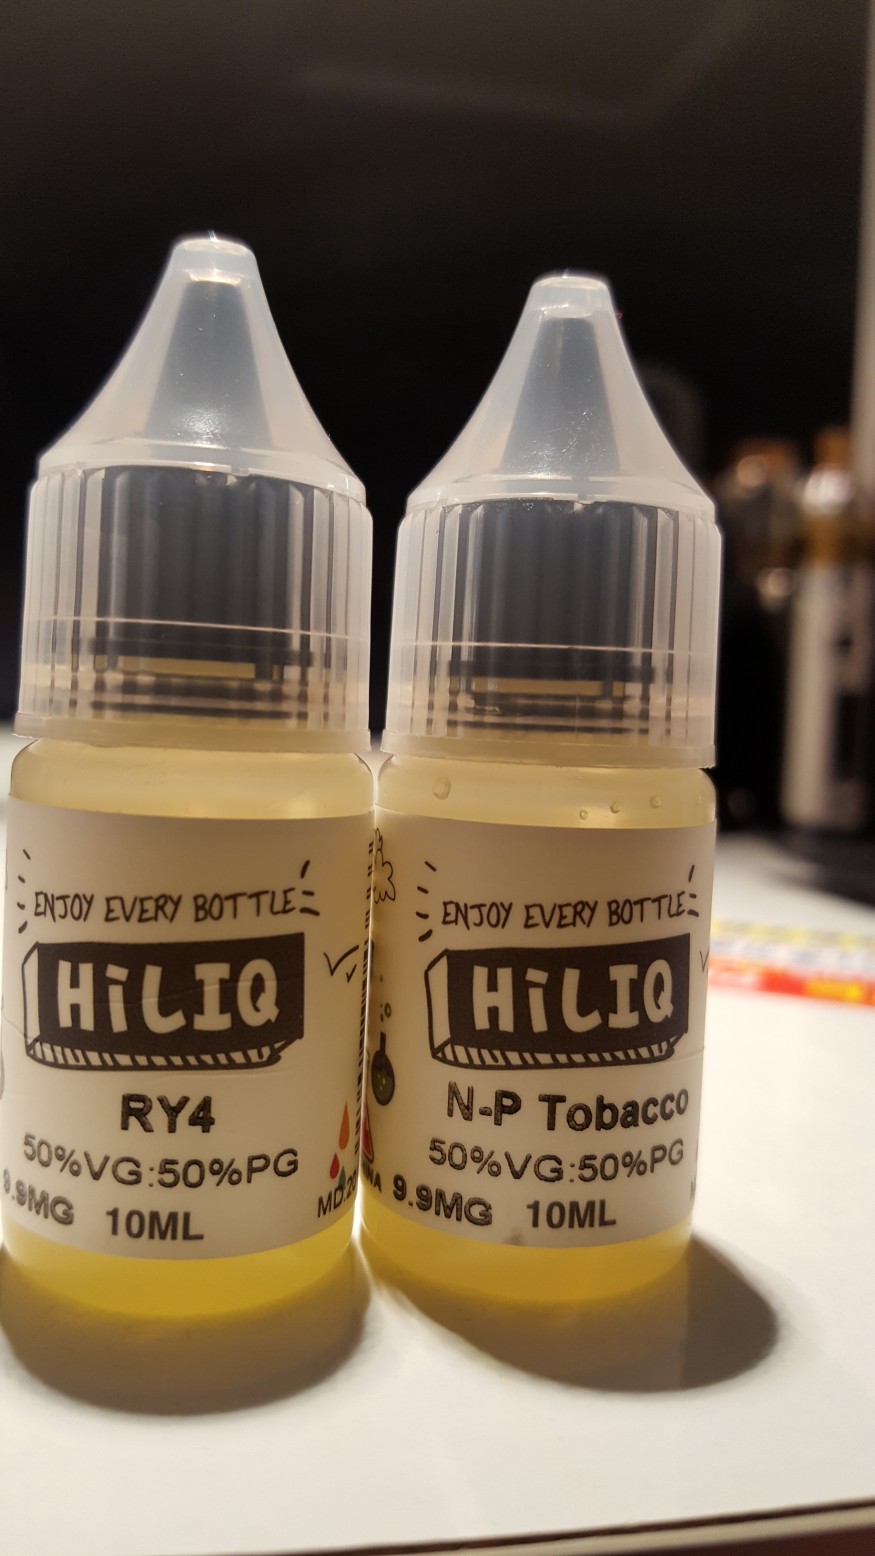 ENJOY EVERY BOTTLE
HiLIQ
RY4
50%VG:50%PG
9.9MG 10ML
ENJOY EVERY BOTTLE
HiLIQ
N-P Tobacco
50%VG:50%PG
9.9MG 10ML